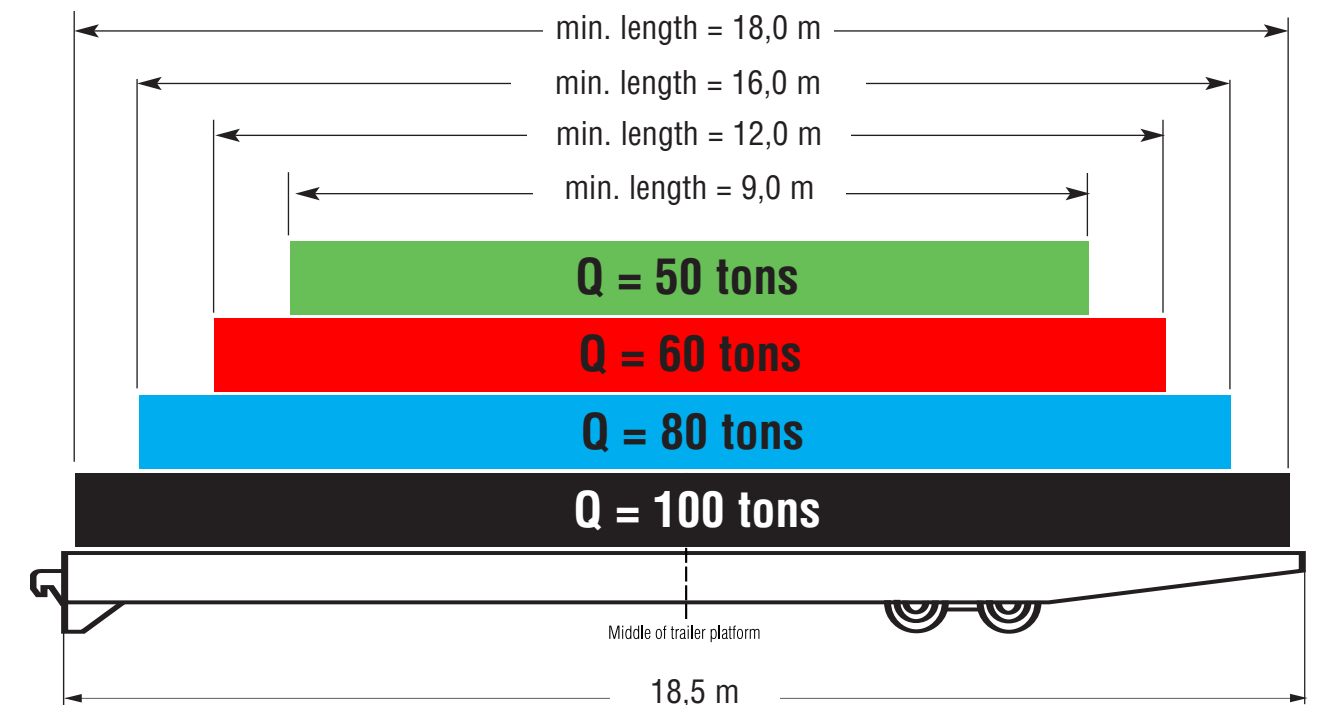 min. length = 18,0 m
min. length = 16,0 m
min. length = 12,0 m
min. length = 9,0 m
Q = 50 tons
Q = 60 tons
Q = 80 tons
Q = 100 tons
Middle of trailer platform
18,5 m